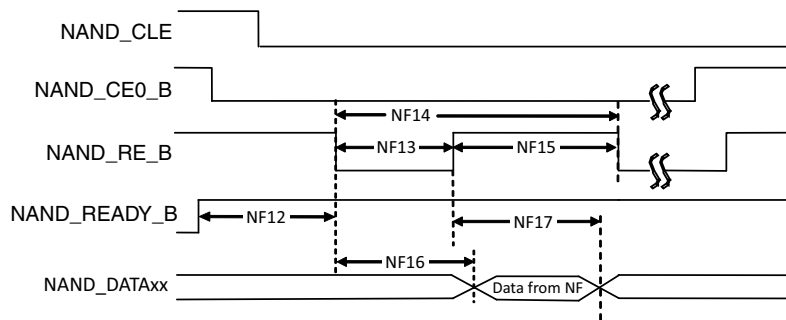 NAND_CLE
NAND_CE0_B
NF14
NAND_RE_B
NF13
NF15
NAND_READY_B
NF12
NF17
NF16
NAND_DATAxx
Data from NF